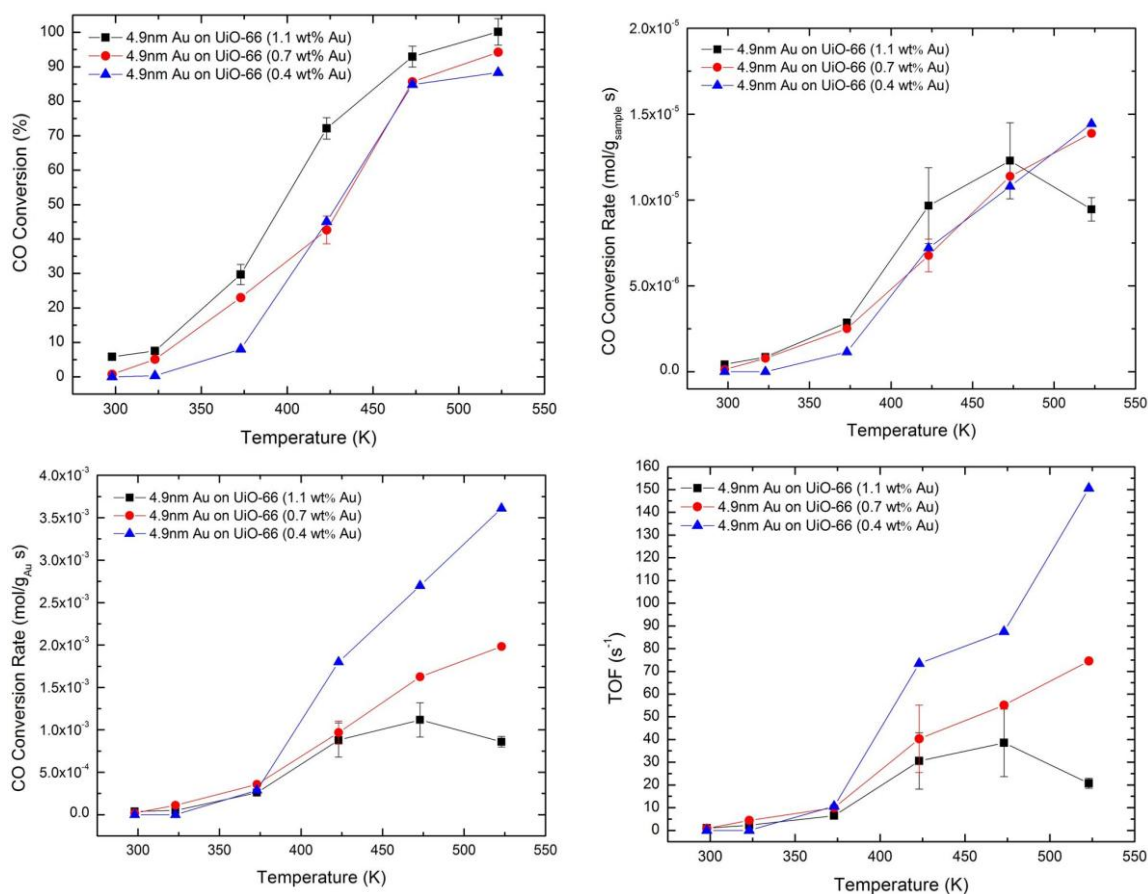 4.9nm Au on UiO-66 (1.1 wt% Au)
4.9nm Au on UiO-66 (0.7 wt% Au)
4.9nm Au on UiO-66 (0.4 wt% Au)
CO Conversion (%)
100
90
80
70
60
50
40
30
20
10
0
300 350 400 450 500 550
Temperature (K)
4.9nm Au on UiO-66 (1.1 wt% Au)
4.9nm Au on UiO-66 (0.7 wt% Au)
4.9nm Au on UiO-66 (0.4 wt% Au)
CO Conversion Rate (mol/g_sample s)
2.0x10⁻⁵
1.5x10⁻⁵
1.0x10⁻⁵
5.0x10⁻⁶
0.0
300 350 400 450 500 550
Temperature (K)
4.9nm Au on UiO-66 (1.1 wt% Au)
4.9nm Au on UiO-66 (0.7 wt% Au)
4.9nm Au on UiO-66 (0.4 wt% Au)
CO Conversion Rate (mol/g_Au s)
4.0x10⁻³
3.5x10⁻³
3.0x10⁻³
2.5x10⁻³
2.0x10⁻³
1.5x10⁻³
1.0x10⁻³
5.0x10⁻⁴
0.0
300 350 400 450 500 550
Temperature (K)
4.9nm Au on UiO-66 (1.1 wt% Au)
4.9nm Au on UiO-66 (0.7 wt% Au)
4.9nm Au on UiO-66 (0.4 wt% Au)
TOF (s⁻¹)
160
150
140
130
120
110
100
90
80
70
60
50
40
30
20
10
0
300 350 400 450 500 550
Temperature (K)